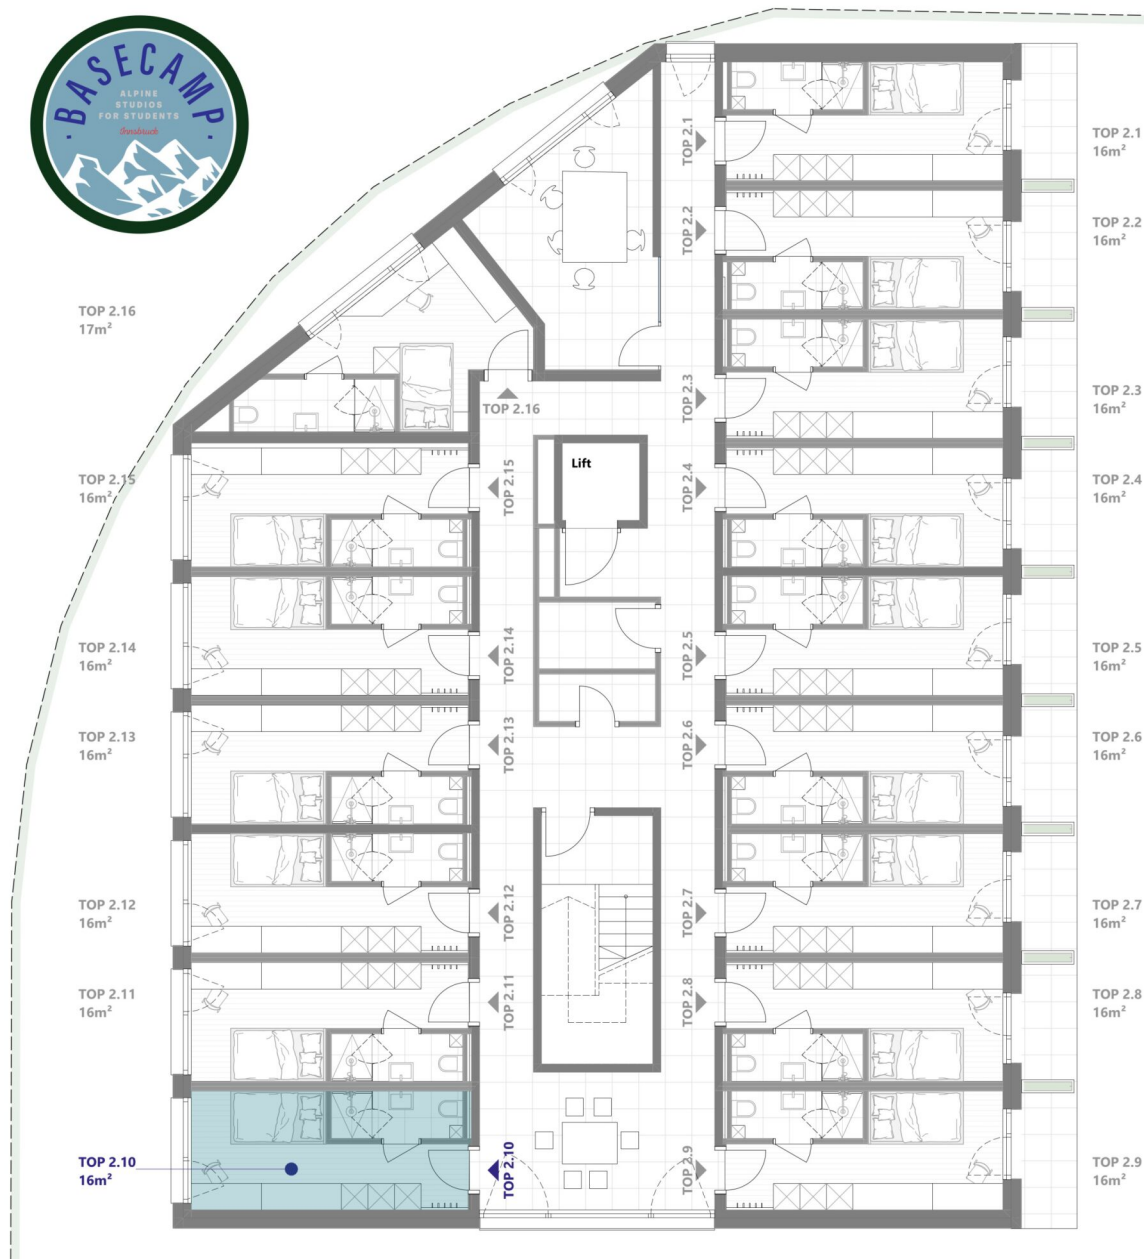 BASECAMP
ALPINE
STUDIOS
FOR STUDENTS
Innsbruck
TOP 2.1
16m²
TOP 2.2
16m²
TOP 2.3
16m²
TOP 2.4
16m²
TOP 2.5
16m²
TOP 2.6
16m²
TOP 2.7
16m²
TOP 2.8
16m²
TOP 2.9
16m²
TOP 2.16
17m²
TOP 2.15
16m²
TOP 2.14
16m²
TOP 2.13
16m²
TOP 2.12
16m²
TOP 2.11
16m²
TOP 2.10
16m²
TOP 2.1
TOP 2.2
TOP 2.3
TOP 2.4
TOP 2.5
TOP 2.6
TOP 2.7
TOP 2.8
TOP 2.9
TOP 2.16
TOP 2.15
TOP 2.14
TOP 2.13
TOP 2.12
TOP 2.11
TOP 2.10
Lift